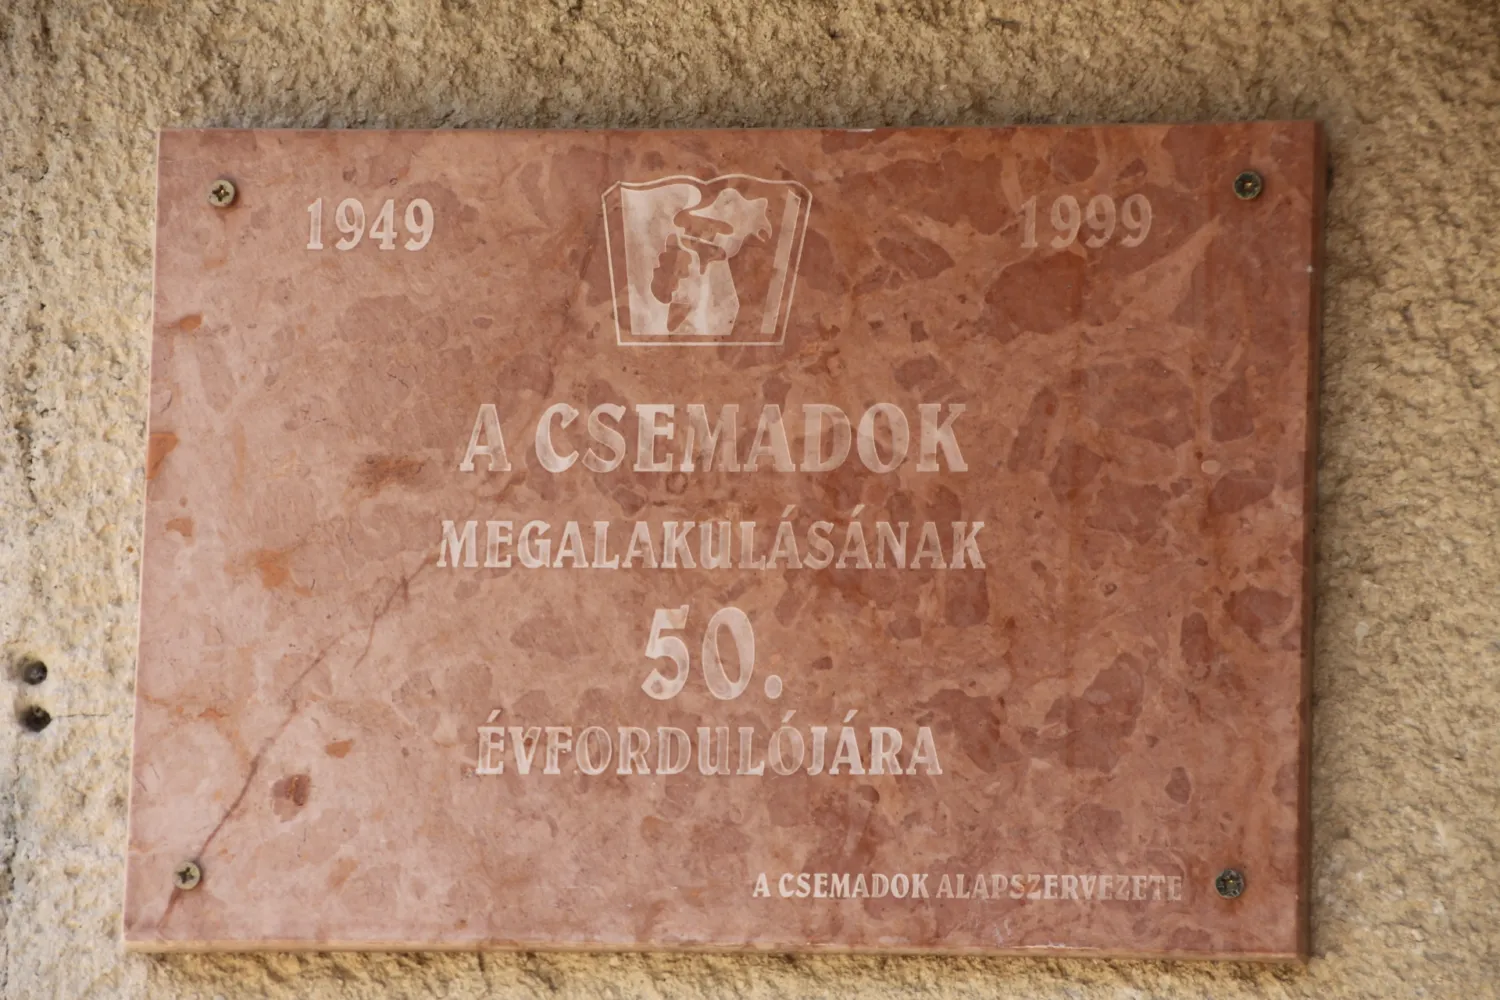 1949 1999
A CSEMADOK
MEGALAKULÁSÁNAK
50.
ÉVFORDULÓJÁRA
A CSEMADOK ALAPSZERVEZETE